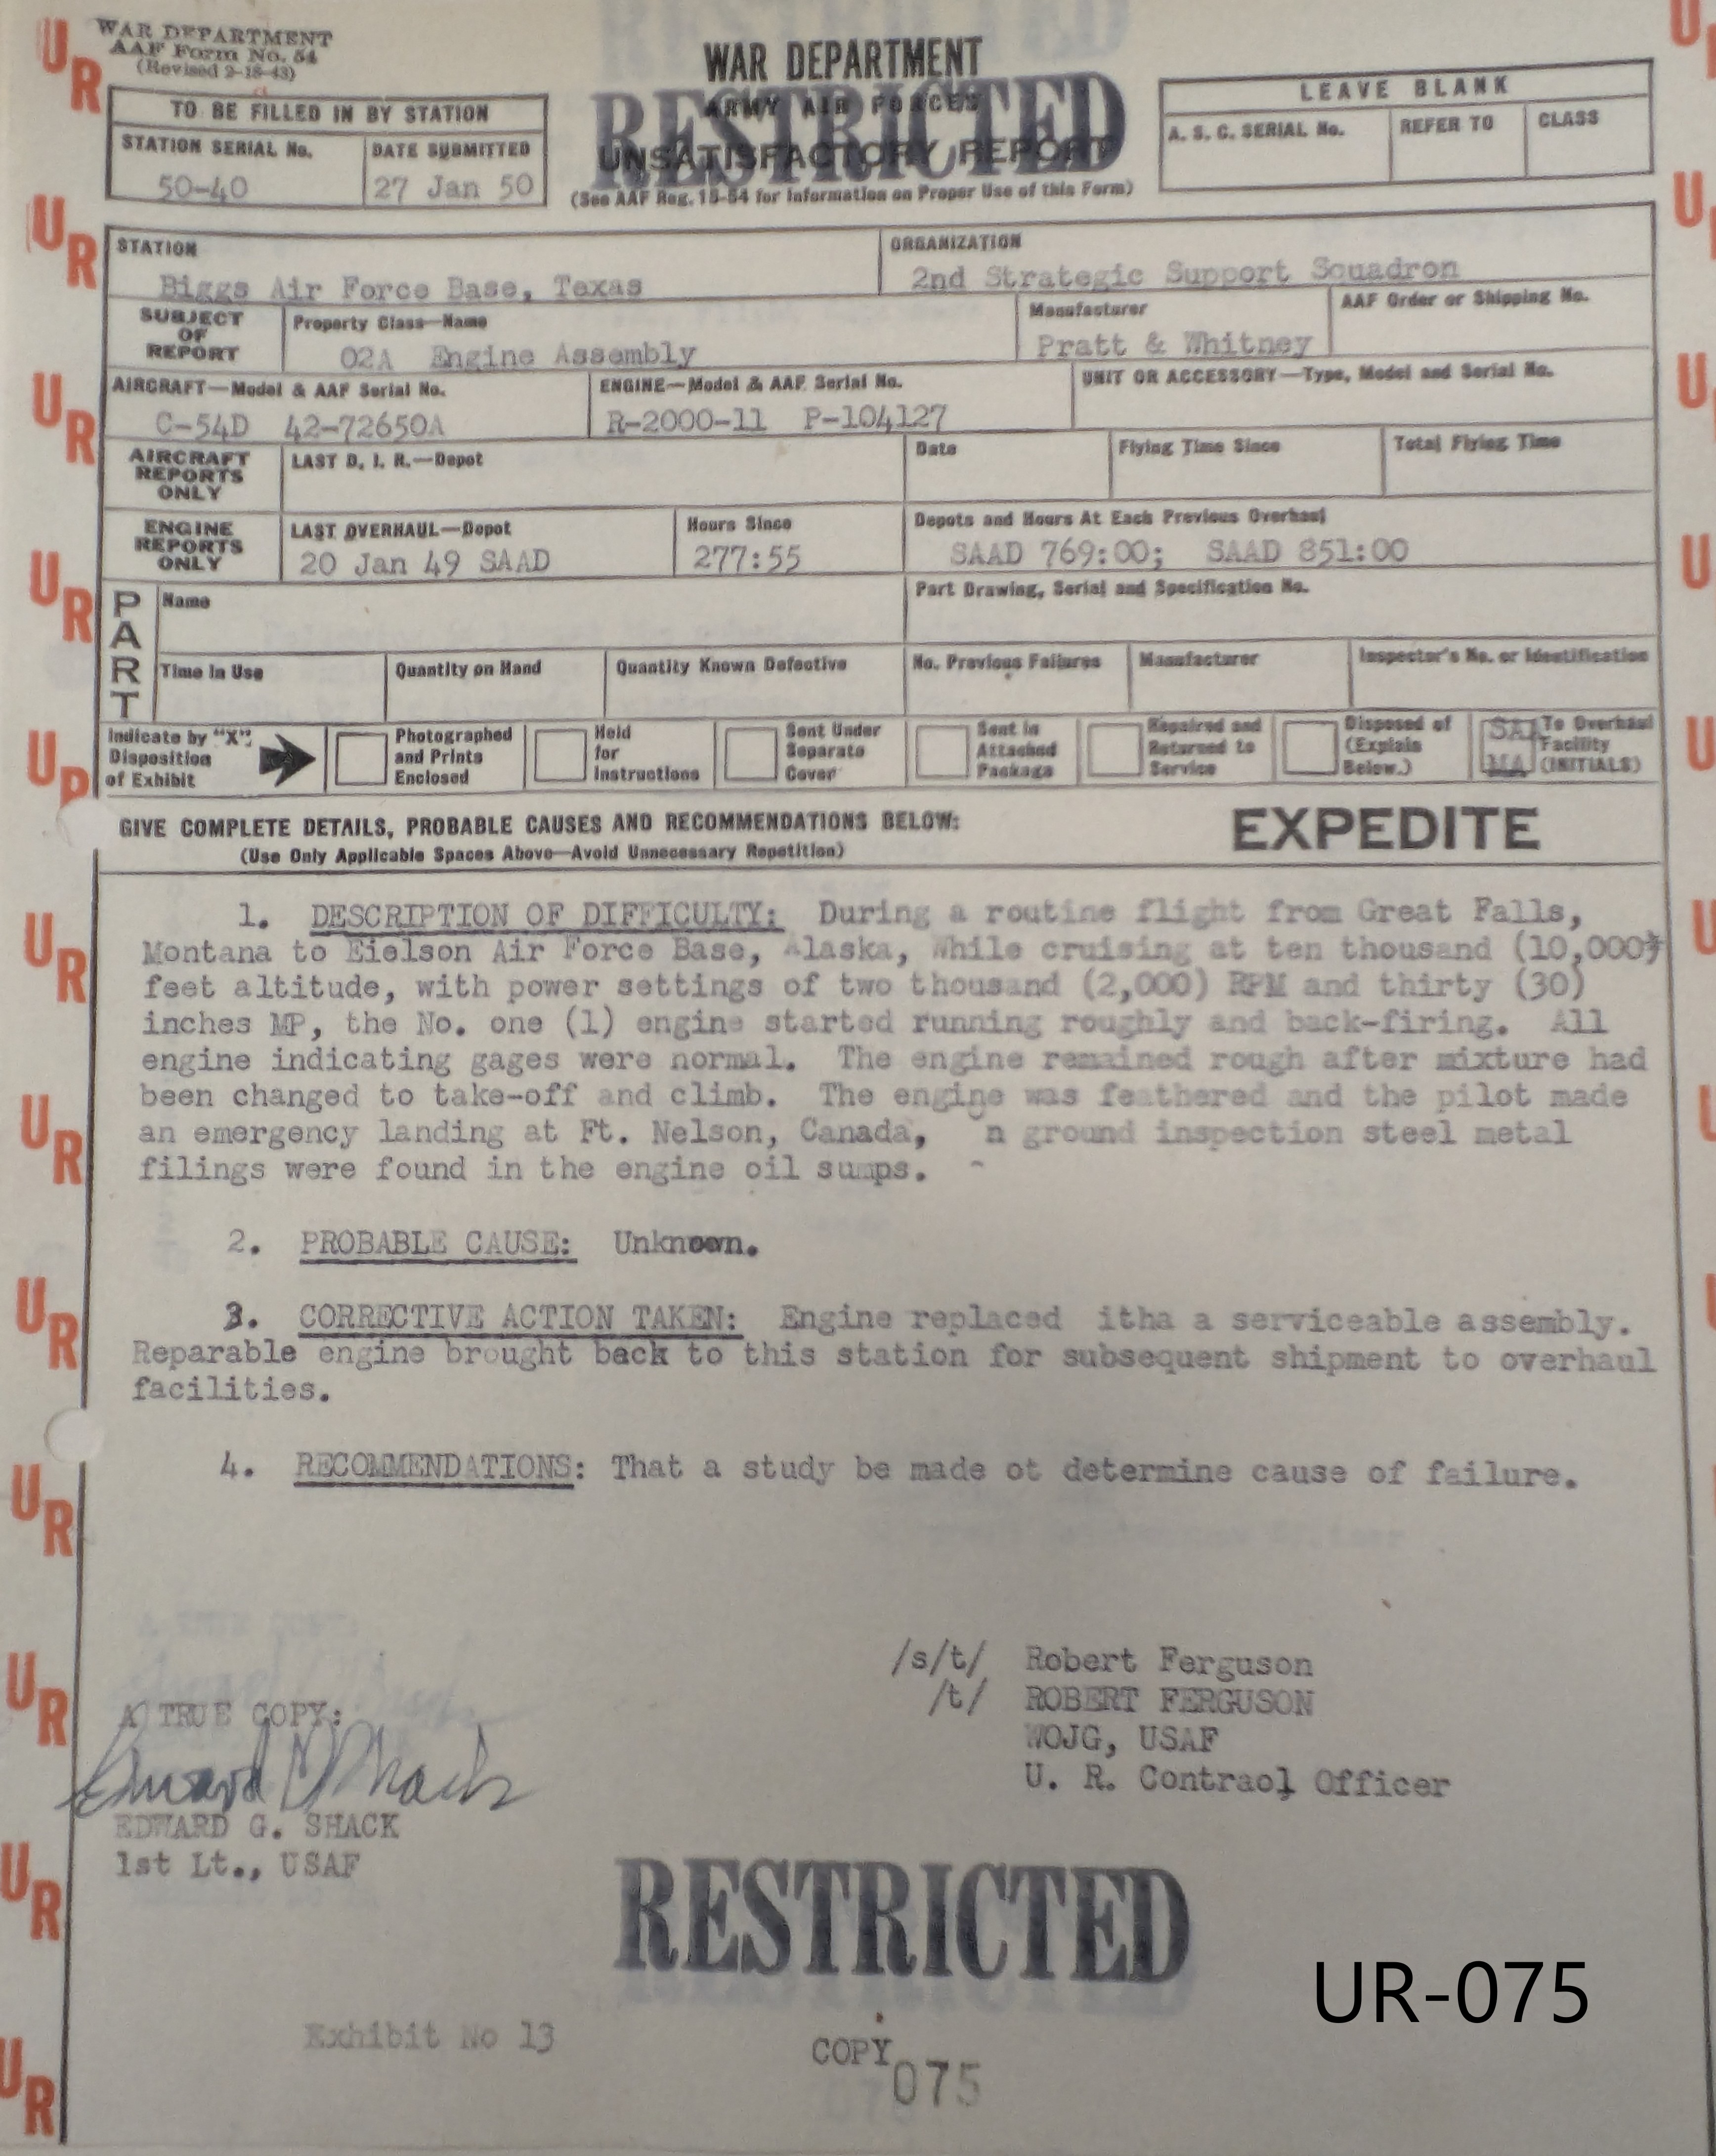 WAR DEPARTMENT
AAF Form No. 54
(Revised 2-18-43)
TO BE FILLED IN BY STATION
STATION SERIAL No.
DATE SUBMITTED
50-40
27 Jan 50
WAR DEPARTMENT
ARMY AIR FORCES
RESTRICTED
UNSATISFACTORY REPORT
(See AAF Reg. 15-54 for Information on Proper Use of this Form)
LEAVE BLANK
A. S. C. SERIAL No.
REFER TO
CLASS
STATION
Biggs Air Force Base, Texas
ORGANIZATION
2nd Strategic Support Squadron
SUBJECT OF REPORT
Property Class—Name
02A Engine Assembly
Manufacturer
Pratt & Whitney
AAF Order or Shipping No.
AIRCRAFT—Model & AAF Serial No.
C-54D 42-72650A
ENGINE—Model & AAF Serial No.
R-2000-11 P-104127
UNIT OR ACCESSORY—Type, Model and Serial No.
AIRCRAFT REPORTS ONLY
LAST D. I. R.—Depot
Date
Flying Time Since
Total Flying Time
ENGINE REPORTS ONLY
LAST OVERHAUL—Depot
20 Jan 49 SAAD
Hours Since
277:55
Depots and Hours At Each Previous Overhaul
SAAD 769:00; SAAD 851:00
PART
Name
Part Drawing, Serial and Specification No.
Time In Use
Quantity on Hand
Quantity Known Defective
No. Previous Failures
Manufacturer
Inspector's No. or Identification
Indicate by "X" Disposition of Exhibit
Photographed and Prints Enclosed
Held for Instructions
Sent Under Separate Cover
Sent in Attached Package
Repaired and Returned to Service
Disposed of (Explain Below.)
SAA
MA
To Overhaul Facility (INITIALS)
GIVE COMPLETE DETAILS, PROBABLE CAUSES AND RECOMMENDATIONS BELOW:
(Use Only Applicable Spaces Above—Avoid Unnecessary Repetition)
EXPEDITE
1. DESCRIPTION OF DIFFICULTY: During a routine flight from Great Falls,
Montana to Eielson Air Force Base, Alaska, While cruising at ten thousand (10,000)
feet altitude, with power settings of two thousand (2,000) RPM and thirty (30)
inches MP, the No. one (1) engine started running roughly and back-firing. All
engine indicating gages were normal. The engine remained rough after mixture had
been changed to take-off and climb. The engine was feathered and the pilot made
an emergency landing at Ft. Nelson, Canada, n ground inspection steel metal
filings were found in the engine oil sumps.
2. PROBABLE CAUSE: Unknown.
3. CORRECTIVE ACTION TAKEN: Engine replaced itha a serviceable assembly.
Reparable engine brought back to this station for subsequent shipment to overhaul
facilities.
4. RECOMMENDATIONS: That a study be made ot determine cause of failure.
/s/t/ Robert Ferguson
/t/ ROBERT FERGUSON
WOJG, USAF
U. R. Contraol Officer
A TRUE COPY:
Edward G Shack
EDWARD G. SHACK
1st Lt., USAF
RESTRICTED
UR-075
Exhibit No 13
COPY
075
UR
UR
UR
UR
UR
UR
UR
UR
UR
UR
UR
UR